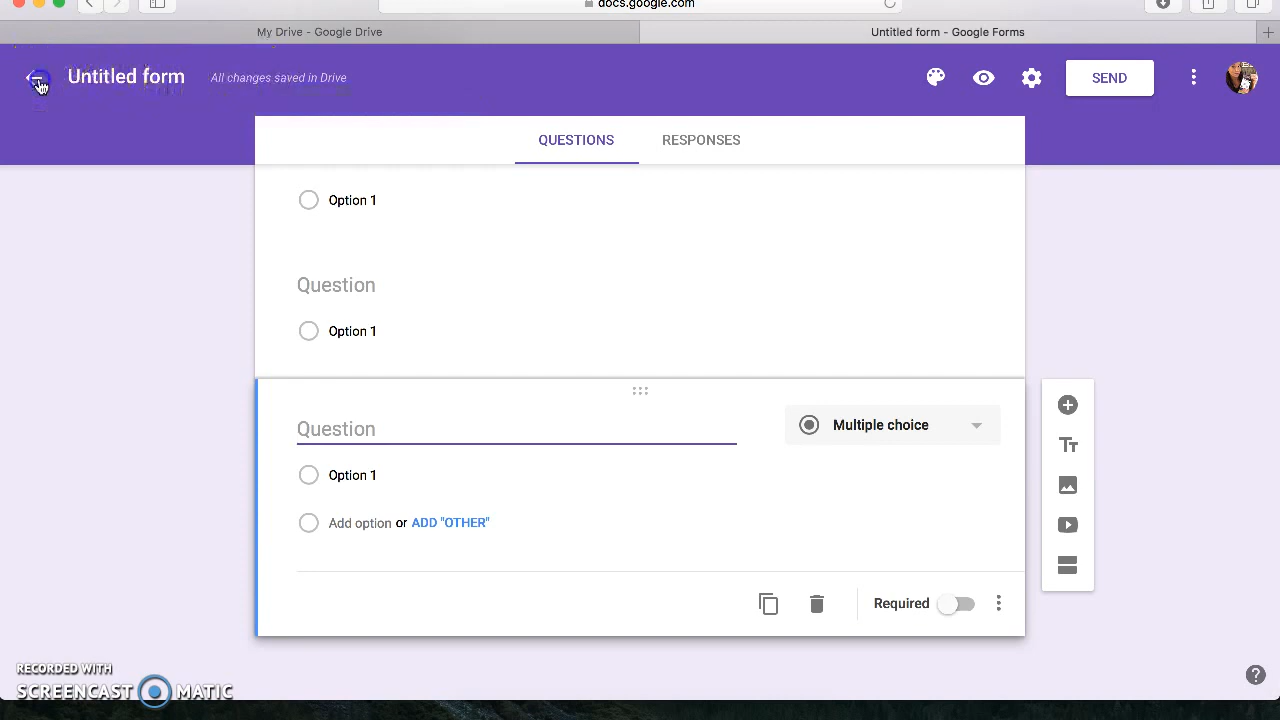 docs.google.com
My Drive - Google Drive
Untitled form - Google Forms
Untitled form
All changes saved in Drive
SEND
QUESTIONS
RESPONSES
Option 1
Question
Option 1
Question
Multiple choice
Option 1
Add option or ADD "OTHER"
Required
RECORDED WITH
SCREENCAST MATIC